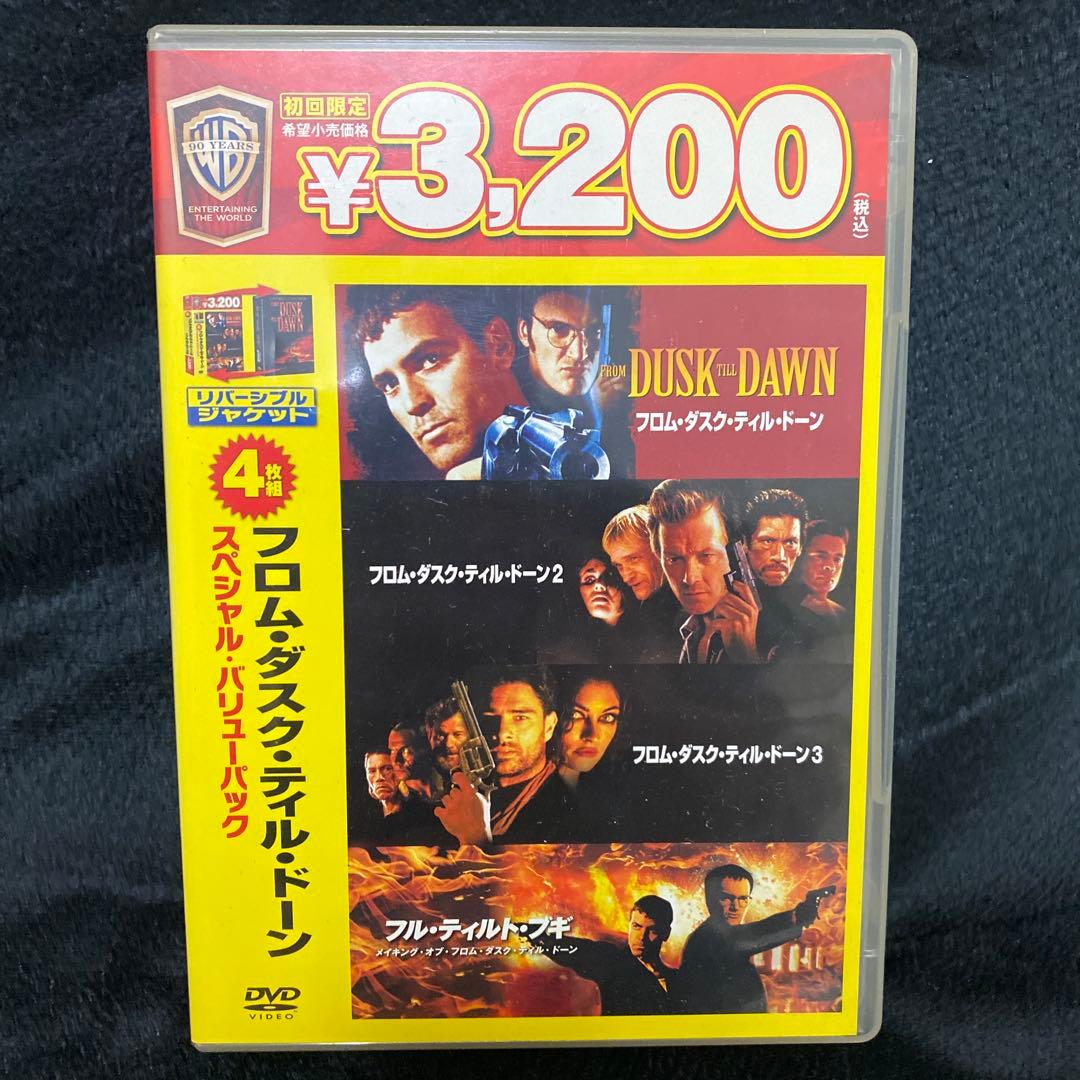 WB
90 YEARS
ENTERTAINING
THE WORLD
初回限定
希望小売価格
¥3,200
(税込)
¥3,200
DUSK
DAWN
リバーシブル
ジャケット
4枚組
フロム・ダスク・ティル・ドーン
スペシャル・バリューパック
FROM DUSK TILL DAWN
フロム・ダスク・ティル・ドーン
フロム・ダスク・ティル・ドーン2
フロム・ダスク・ティル・ドーン3
フル・ティルト・ブギ
メイキング・オブ・フロム・ダスク・ティル・ドーン
DVD
VIDEO